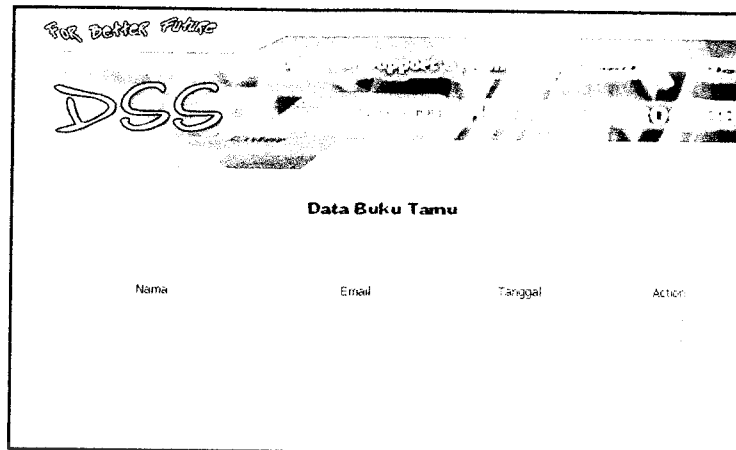 FOR BETTER FUTURE
DSS
Data Buku Tamu
Nama Email Tanggal Action